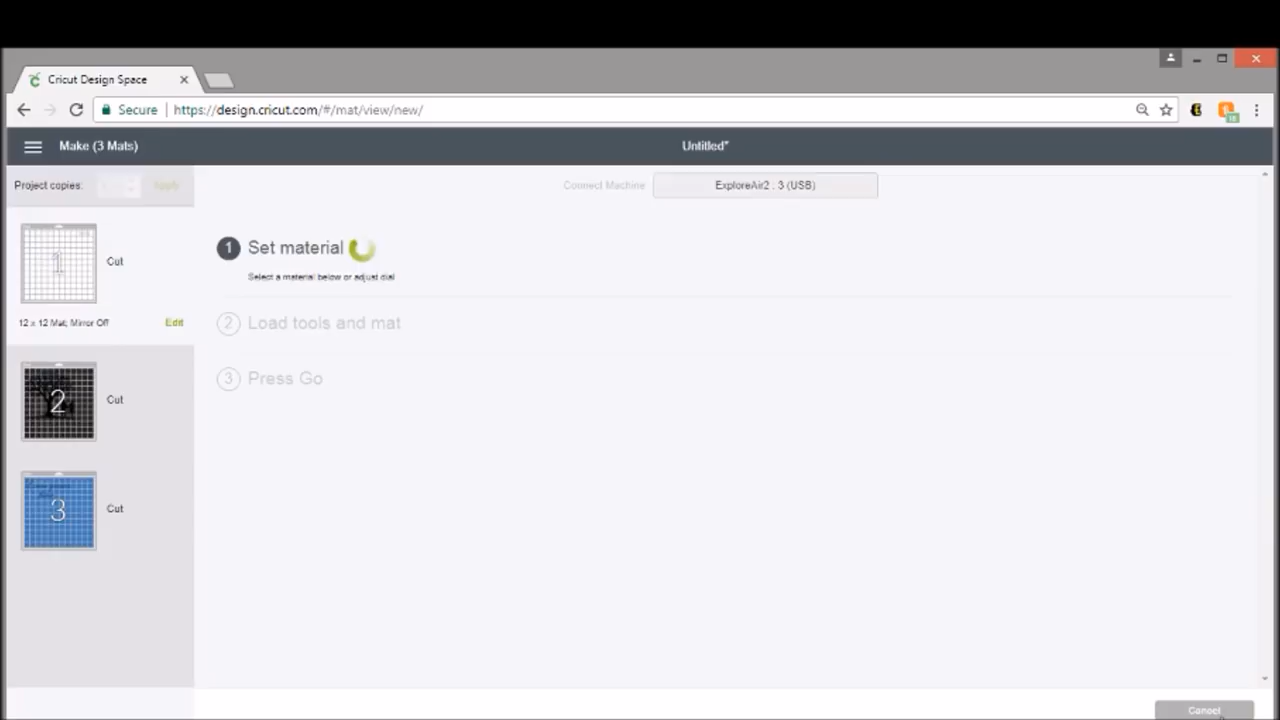 Cricut Design Space
Secure
https://design.cricut.com/#/mat/view/new/
Make (3 Mats)
Untitled*
Project copies:
Apply
Connect Machine
ExploreAir2 : 3 (USB)
1
Cut
12 x 12 Mat, Mirror Off
Edit
2
Cut
3
Cut
1 Set material
Select a material below or adjust dial
2 Load tools and mat
3 Press Go
Cancel